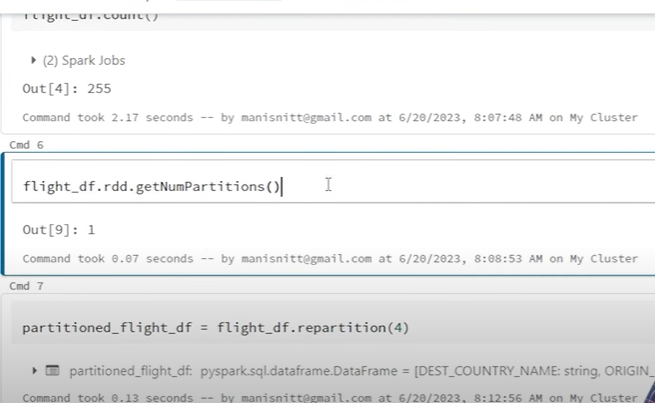 flight_df.count()
(2) Spark Jobs
Out[4]: 255
Command took 2.17 seconds -- by manisnitt@gmail.com at 6/20/2023, 8:07:48 AM on My Cluster
Cmd 6
flight_df.rdd.getNumPartitions()
Out[9]: 1
Command took 0.07 seconds -- by manisnitt@gmail.com at 6/20/2023, 8:08:53 AM on My Cluster
Cmd 7
partitioned_flight_df = flight_df.repartition(4)
partitioned_flight_df: pyspark.sql.dataframe.DataFrame = [DEST_COUNTRY_NAME: string, ORIGIN_
Command took 0.13 seconds -- by manisnitt@gmail.com at 6/20/2023, 8:12:56 AM on My Cluster